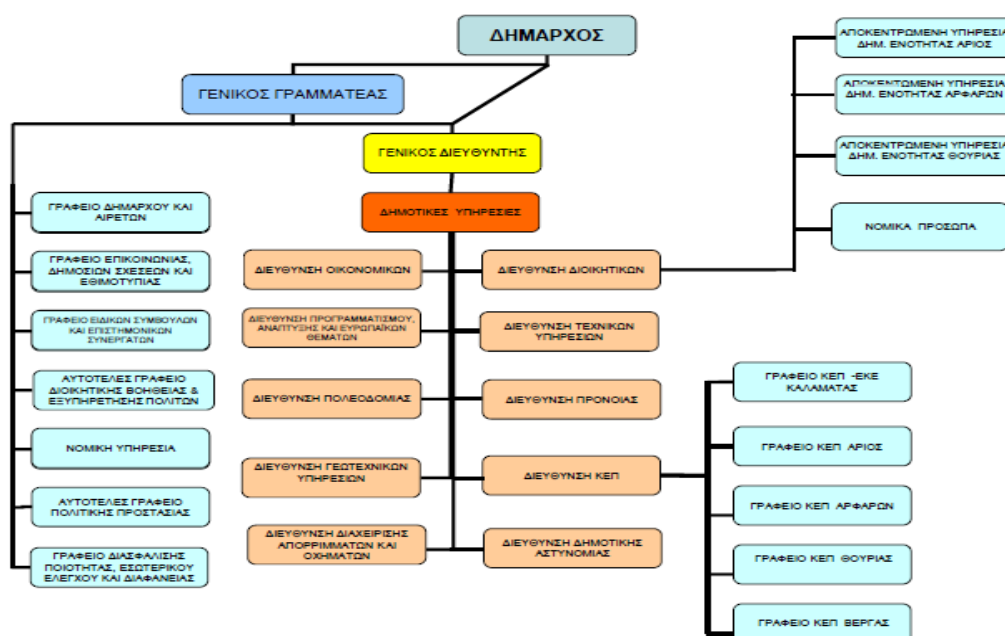 ΔΗΜΑΡΧΟΣ
ΓΕΝΙΚΟΣ ΓΡΑΜΜΑΤΕΑΣ
ΓΕΝΙΚΟΣ ΔΙΕΥΘΥΝΤΗΣ
ΔΗΜΟΤΙΚΕΣ ΥΠΗΡΕΣΙΕΣ
ΓΡΑΦΕΙΟ ΔΗΜΑΡΧΟΥ ΚΑΙ
ΑΙΡΕΤΩΝ
ΓΡΑΦΕΙΟ ΕΠΙΚΟΙΝΩΝΙΑΣ,
ΔΗΜΟΣΙΩΝ ΣΧΕΣΕΩΝ ΚΑΙ
ΕΘΙΜΟΤΥΠΙΑΣ
ΓΡΑΦΕΙΟ ΕΙΔΙΚΩΝ ΣΥΜΒΟΥΛΩΝ
ΚΑΙ ΕΠΙΣΤΗΜΟΝΙΚΩΝ
ΣΥΝΕΡΓΑΤΩΝ
ΑΥΤΟΤΕΛΕΣ ΓΡΑΦΕΙΟ
ΔΙΟΙΚΗΤΙΚΗΣ ΒΟΗΘΕΙΑΣ &
ΕΞΥΠΗΡΕΤΗΣΗΣ ΠΟΛΙΤΩΝ
ΝΟΜΙΚΗ ΥΠΗΡΕΣΙΑ
ΑΥΤΟΤΕΛΕΣ ΓΡΑΦΕΙΟ
ΠΟΛΙΤΙΚΗΣ ΠΡΟΣΤΑΣΙΑΣ
ΓΡΑΦΕΙΟ ΔΙΑΣΦΑΛΙΣΗΣ
ΠΟΙΟΤΗΤΑΣ, ΕΣΩΤΕΡΙΚΟΥ
ΕΛΕΓΧΟΥ ΚΑΙ ΔΙΑΦΑΝΕΙΑΣ
ΔΙΕΥΘΥΝΣΗ ΟΙΚΟΝΟΜΙΚΩΝ
ΔΙΕΥΘΥΝΣΗ ΠΡΟΓΡΑΜΜΑΤΙΣΜΟΥ,
ΑΝΑΠΤΥΞΗΣ ΚΑΙ ΕΥΡΩΠΑΪΚΩΝ
ΘΕΜΑΤΩΝ
ΔΙΕΥΘΥΝΣΗ ΠΟΛΕΟΔΟΜΙΑΣ
ΔΙΕΥΘΥΝΣΗ ΓΕΩΤΕΧΝΙΚΩΝ
ΥΠΗΡΕΣΙΩΝ
ΔΙΕΥΘΥΝΣΗ ΔΙΑΧΕΙΡΙΣΗΣ
ΑΠΟΡΡΙΜΜΑΤΩΝ ΚΑΙ
ΟΧΗΜΑΤΩΝ
ΔΙΕΥΘΥΝΣΗ ΔΙΟΙΚΗΤΙΚΩΝ
ΔΙΕΥΘΥΝΣΗ ΤΕΧΝΙΚΩΝ
ΥΠΗΡΕΣΙΩΝ
ΔΙΕΥΘΥΝΣΗ ΠΡΟΝΟΙΑΣ
ΔΙΕΥΘΥΝΣΗ ΚΕΠ
ΔΙΕΥΘΥΝΣΗ ΔΗΜΟΤΙΚΗΣ
ΑΣΤΥΝΟΜΙΑΣ
ΑΠΟΚΕΝΤΡΩΜΕΝΗ ΥΠΗΡΕΣΙΑ
ΔΗΜ. ΕΝΟΤΗΤΑΣ ΑΡΙΟΣ
ΑΠΟΚΕΝΤΩΜΕΝΗ ΥΠΗΡΕΣΙΑ
ΔΗΜ. ΕΝΟΤΗΤΑΣ ΑΡΦΑΡΩΝ
ΑΠΟΚΕΝΤΡΩΜΕΝΗ ΥΠΗΡΕΣΙΑ
ΔΗΜ. ΕΝΟΤΗΤΑΣ ΘΟΥΡΙΑΣ
ΝΟΜΙΚΑ ΠΡΟΣΩΠΑ
ΓΡΑΦΕΙΟ ΚΕΠ -ΕΚΕ
ΚΑΛΑΜΑΤΑΣ
ΓΡΑΦΕΙΟ ΚΕΠ ΑΡΙΟΣ
ΓΡΑΦΕΙΟ ΚΕΠ ΑΡΦΑΡΩΝ
ΓΡΑΦΕΙΟ ΚΕΠ ΘΟΥΡΙΑΣ
ΓΡΑΦΕΙΟ ΚΕΠ ΒΕΡΓΑΣ